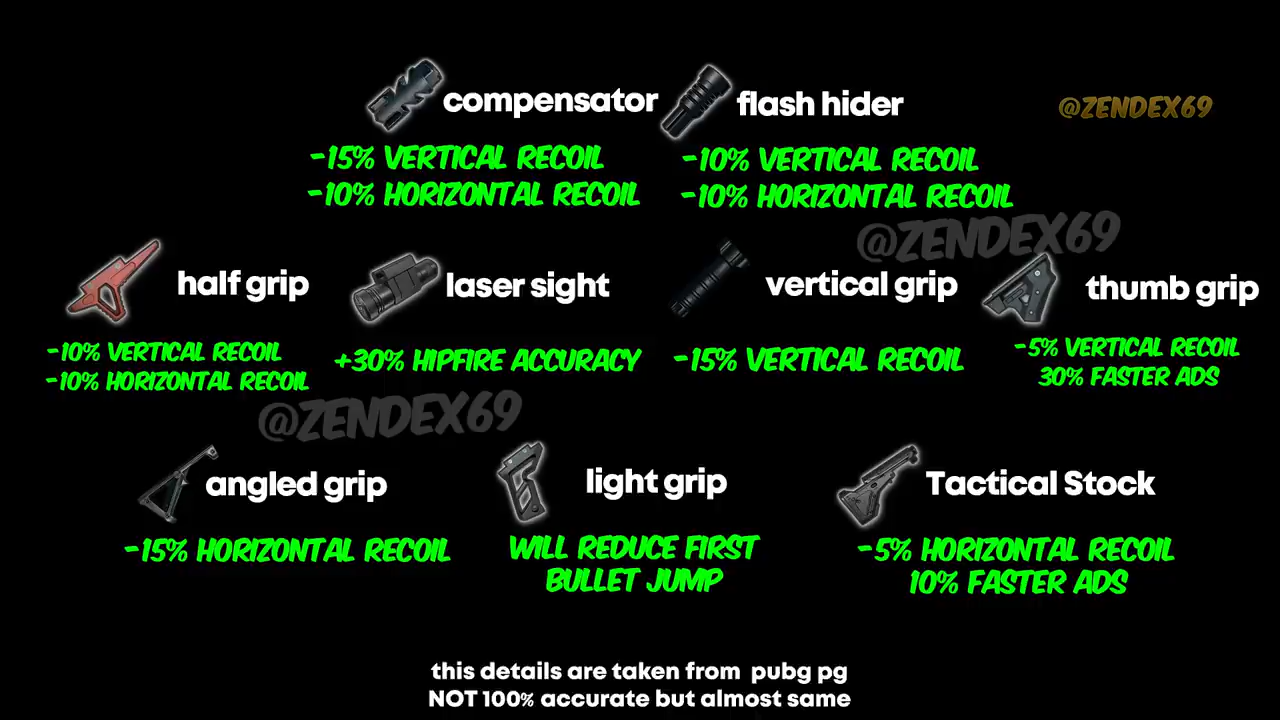 compensator
flash hider
@ZENDEX69
-15% VERTICAL RECOIL
-10% HORIZONTAL RECOIL
-10% VERTICAL RECOIL
-10% HORIZONTAL RECOIL
@ZENDEX69
half grip
laser sight
vertical grip
thumb grip
-10% VERTICAL RECOIL
-10% HORIZONTAL RECOIL
+30% HIPFIRE ACCURACY
-15% VERTICAL RECOIL
-5% VERTICAL RECOIL
30% FASTER ADS
@ZENDEX69
angled grip
light grip
Tactical Stock
-15% HORIZONTAL RECOIL
WILL REDUCE FIRST
BULLET JUMP
-5% HORIZONTAL RECOIL
10% FASTER ADS
this details are taken from pubg pg
NOT 100% accurate but almost same